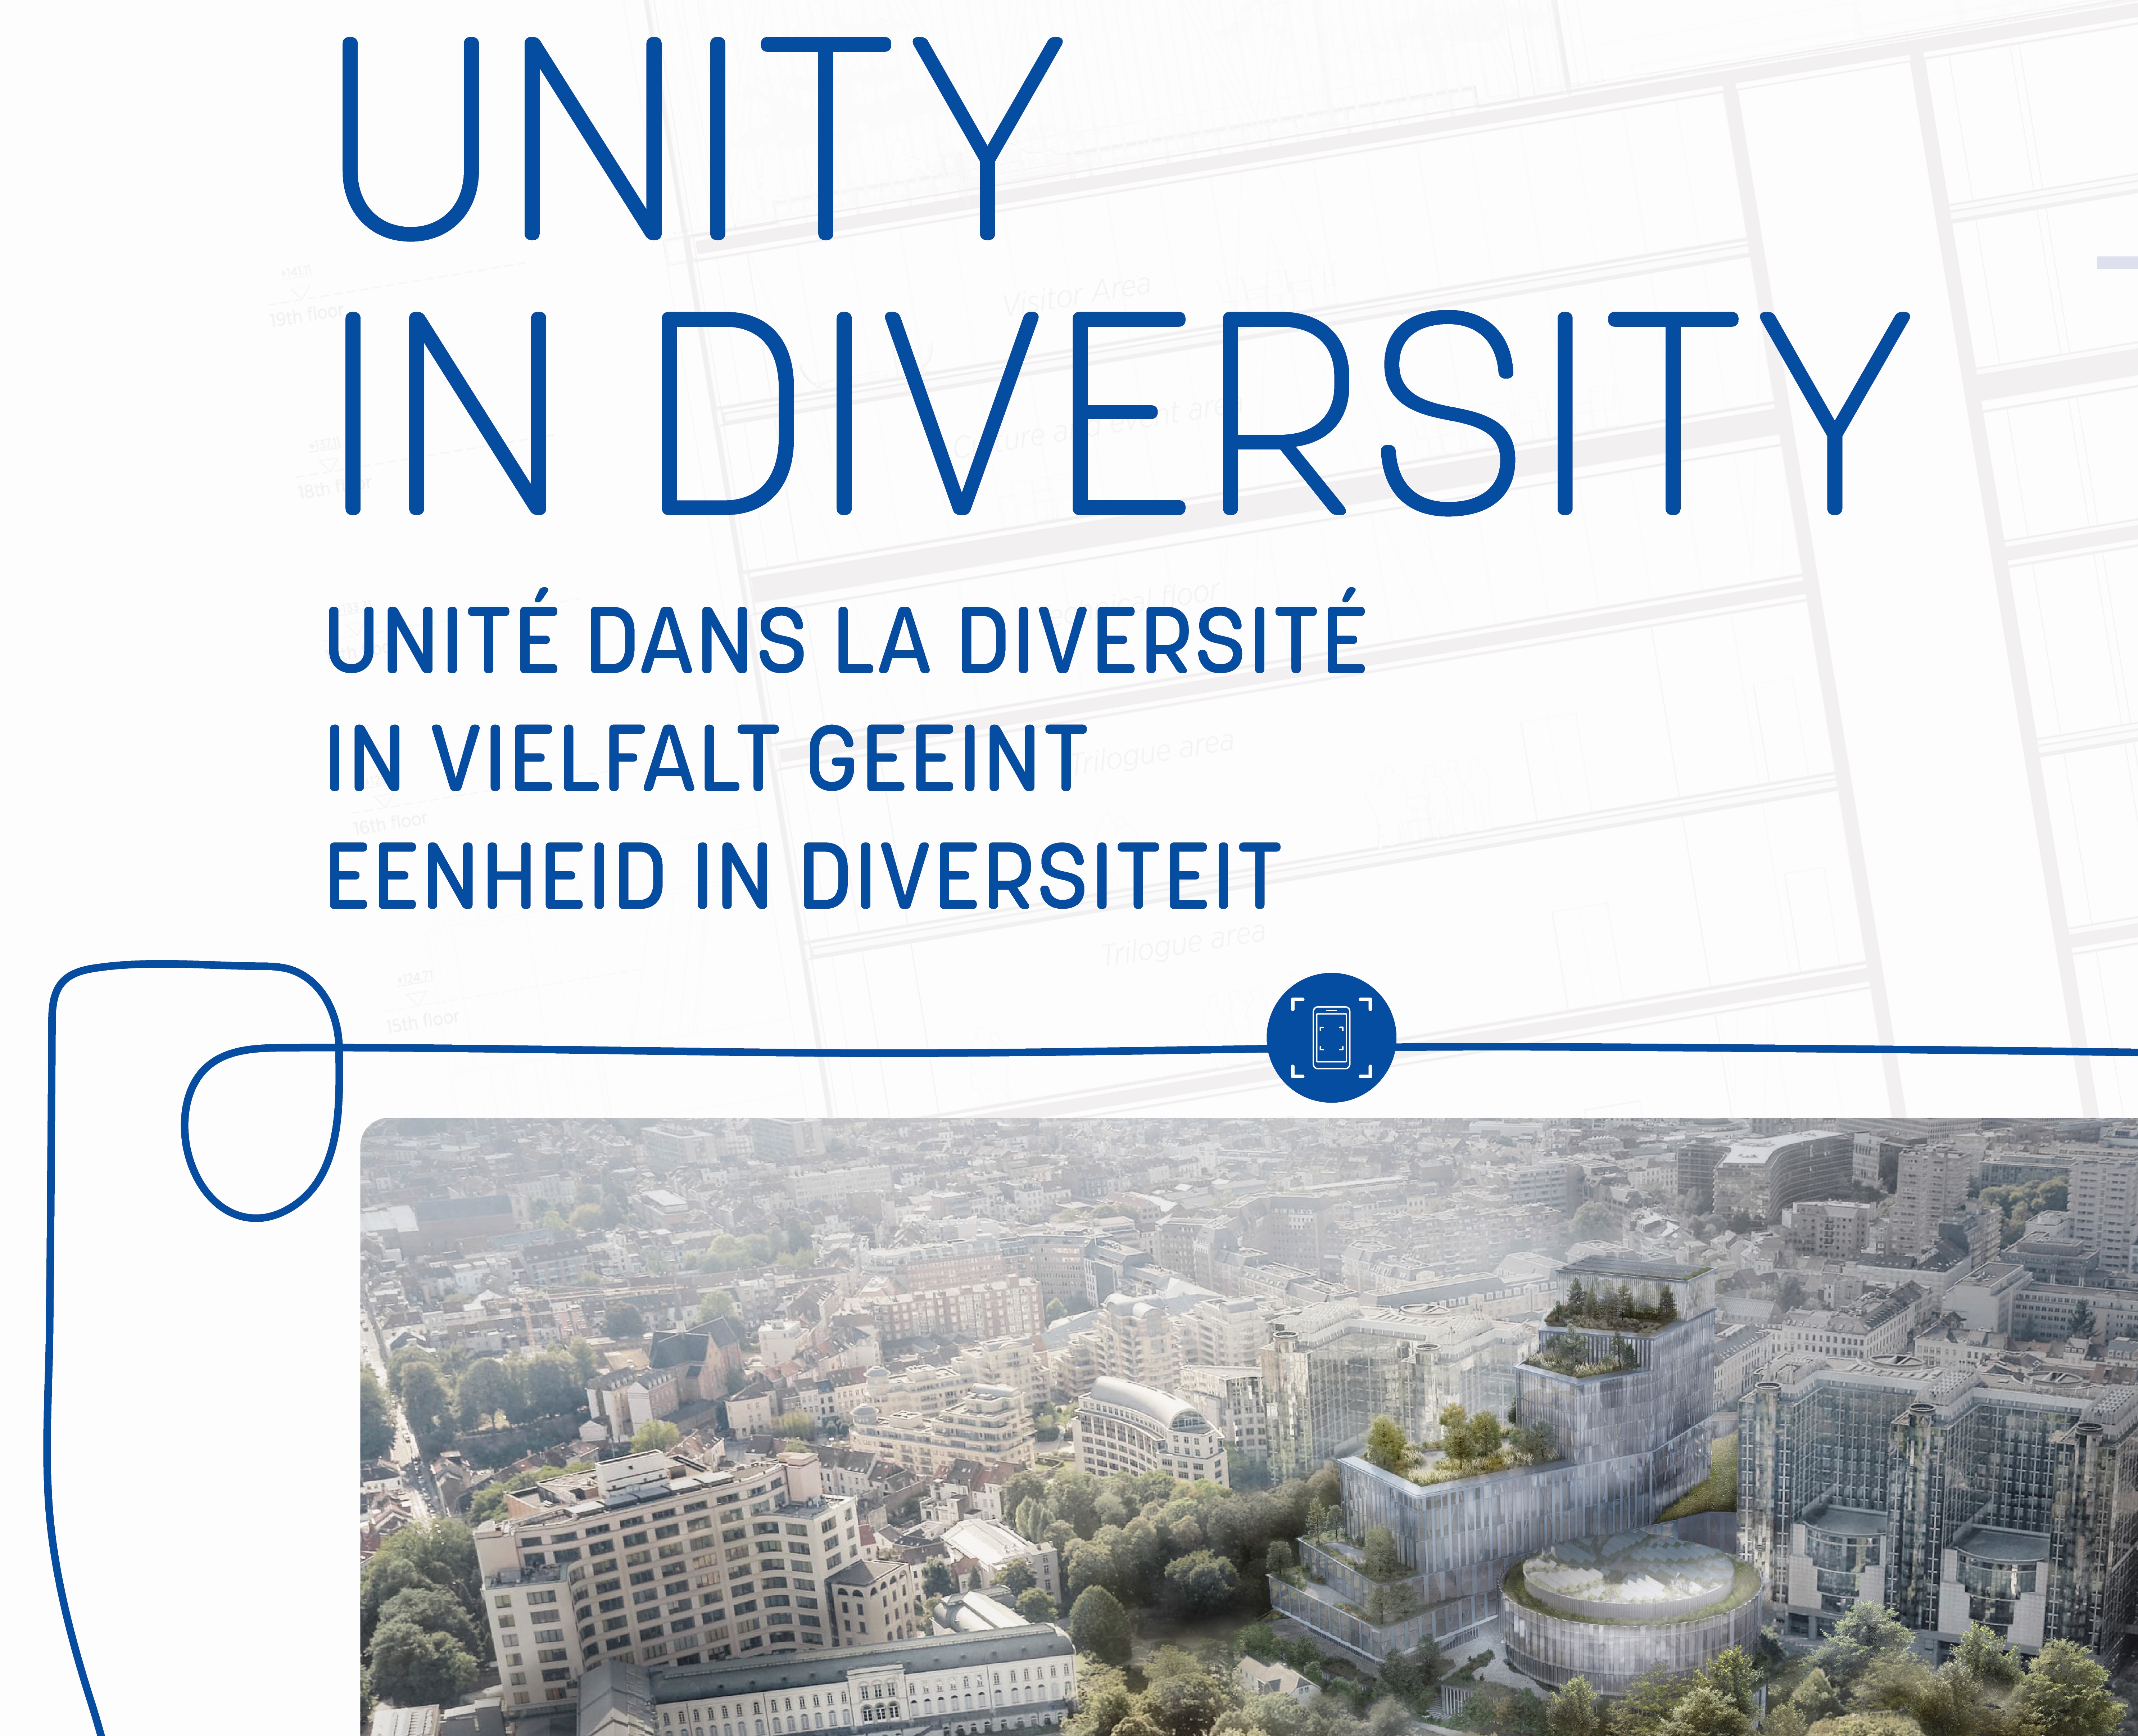 UNITY
IN DIVERSITY
UNITÉ DANS LA DIVERSITÉ
IN VIELFALT GEEINT
EENHEID IN DIVERSITEIT
19th floor
Visitor Area
18th floor
Culture and event area
floor
Trilogue area
16th floor
Trilogue area
15th floor